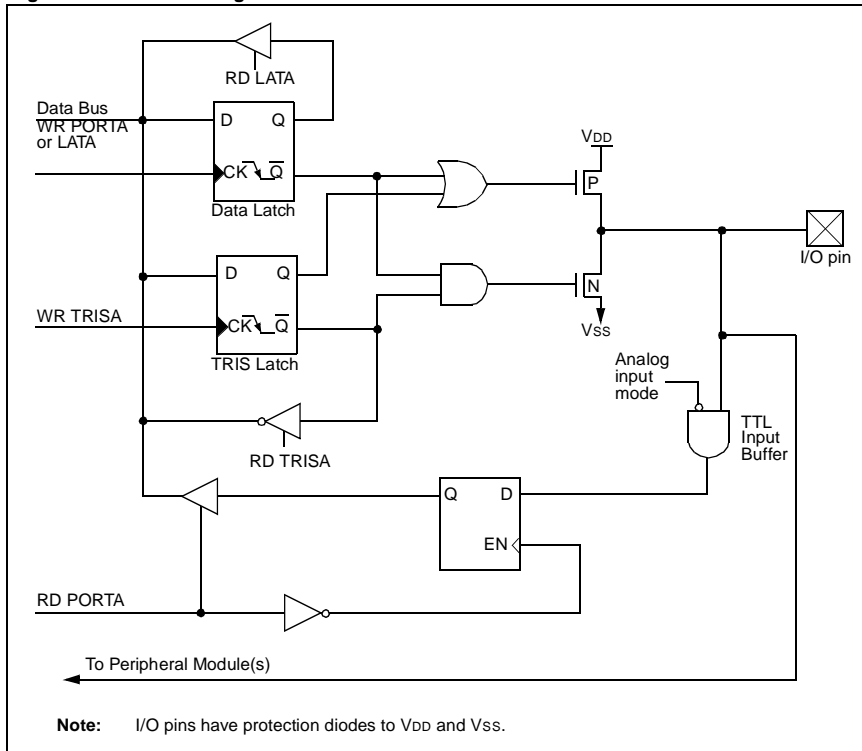 RD LATA
Data Bus
WR PORTA
or LATA
D Q
CK Q
Data Latch
VDD
P
I/O pin
D Q
N
WR TRISA
CK Q
VSS
TRIS Latch
Analog
input
mode
TTL
Input
Buffer
RD TRISA
Q D
EN
RD PORTA
To Peripheral Module(s)
Note: I/O pins have protection diodes to VDD and VSS.